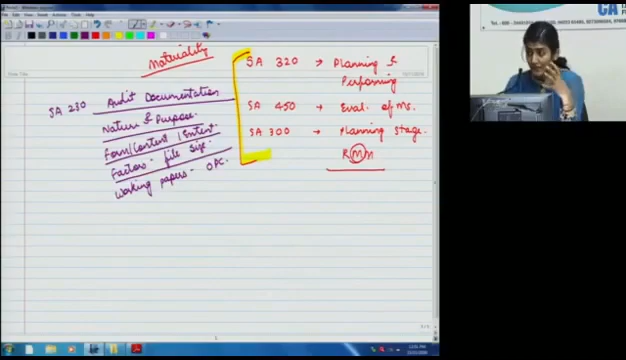 Materiality
SA 320 → Planning &
Performing
SA 450 → Eval. of Ms.
SA 300 → Planning Stage.
RMM
SA 230 Audit Documentation
Nature & Purpose.
Form/Content/Extent
Factors - file size.
Working papers - OPC.
CA